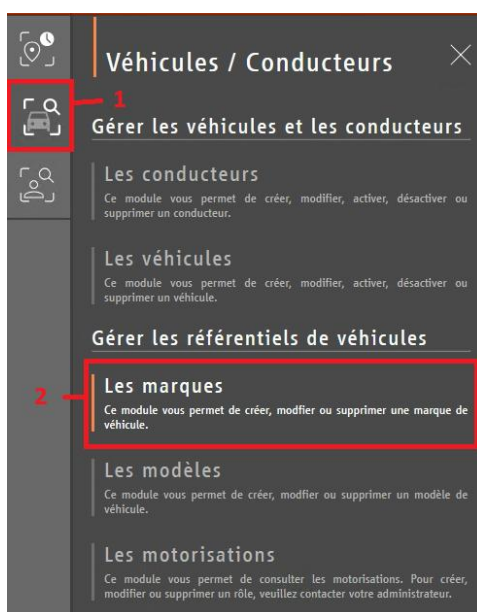 Véhicules / Conducteurs
1
Gérer les véhicules et les conducteurs
Les conducteurs
Ce module vous permet de créer, modifier, activer, désactiver ou
supprimer un conducteur.
Les véhicules
Ce module vous permet de créer, modifier, activer, désactiver ou
supprimer un véhicule.
Gérer les référentiels de véhicules
2
Les marques
Ce module vous permet de créer, modfier ou supprimer une marque de
véhicule.
Les modèles
Ce module vous permet de créer, modfier ou supprimer un modèle de
véhicule.
Les motorisations
Ce module vous permet de consulter les motorisations. Pour créer,
modifier ou supprimer un rôle, veuillez contacter votre administrateur.